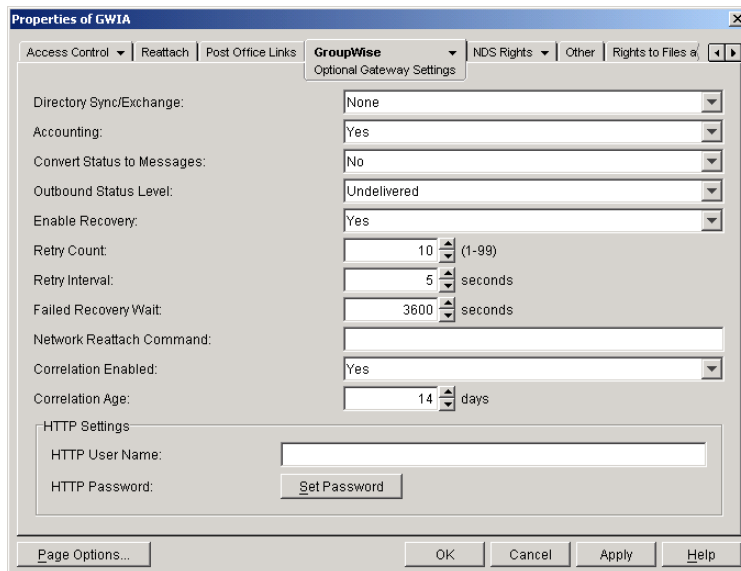 Properties of GWIA
Access Control Reattach Post Office Links GroupWise NDS Rights Other Rights to Files a
Optional Gateway Settings
Directory Sync/Exchange: None
Accounting: Yes
Convert Status to Messages: No
Outbound Status Level: Undelivered
Enable Recovery: Yes
Retry Count: 10 (1-99)
Retry Interval: 5 seconds
Failed Recovery Wait: 3600 seconds
Network Reattach Command:
Correlation Enabled: Yes
Correlation Age: 14 days
HTTP Settings
HTTP User Name:
HTTP Password: Set Password
Page Options... OK Cancel Apply Help